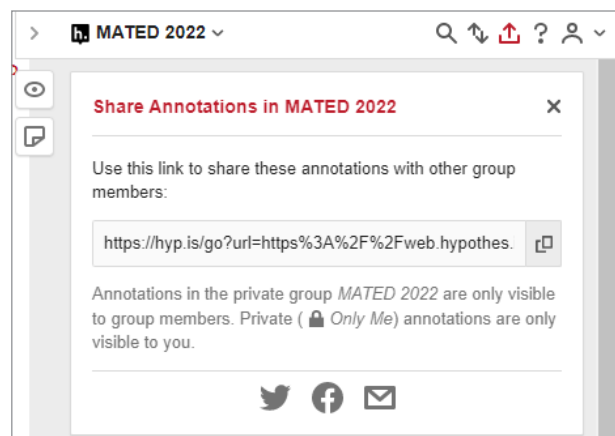 h. MATED 2022
Share Annotations in MATED 2022
Use this link to share these annotations with other group
members:
https://hyp.is/go?url=https%3A%2F%2Fweb.hypothes.
Annotations in the private group MATED 2022 are only visible
to group members. Private ( Only Me) annotations are only
visible to you.